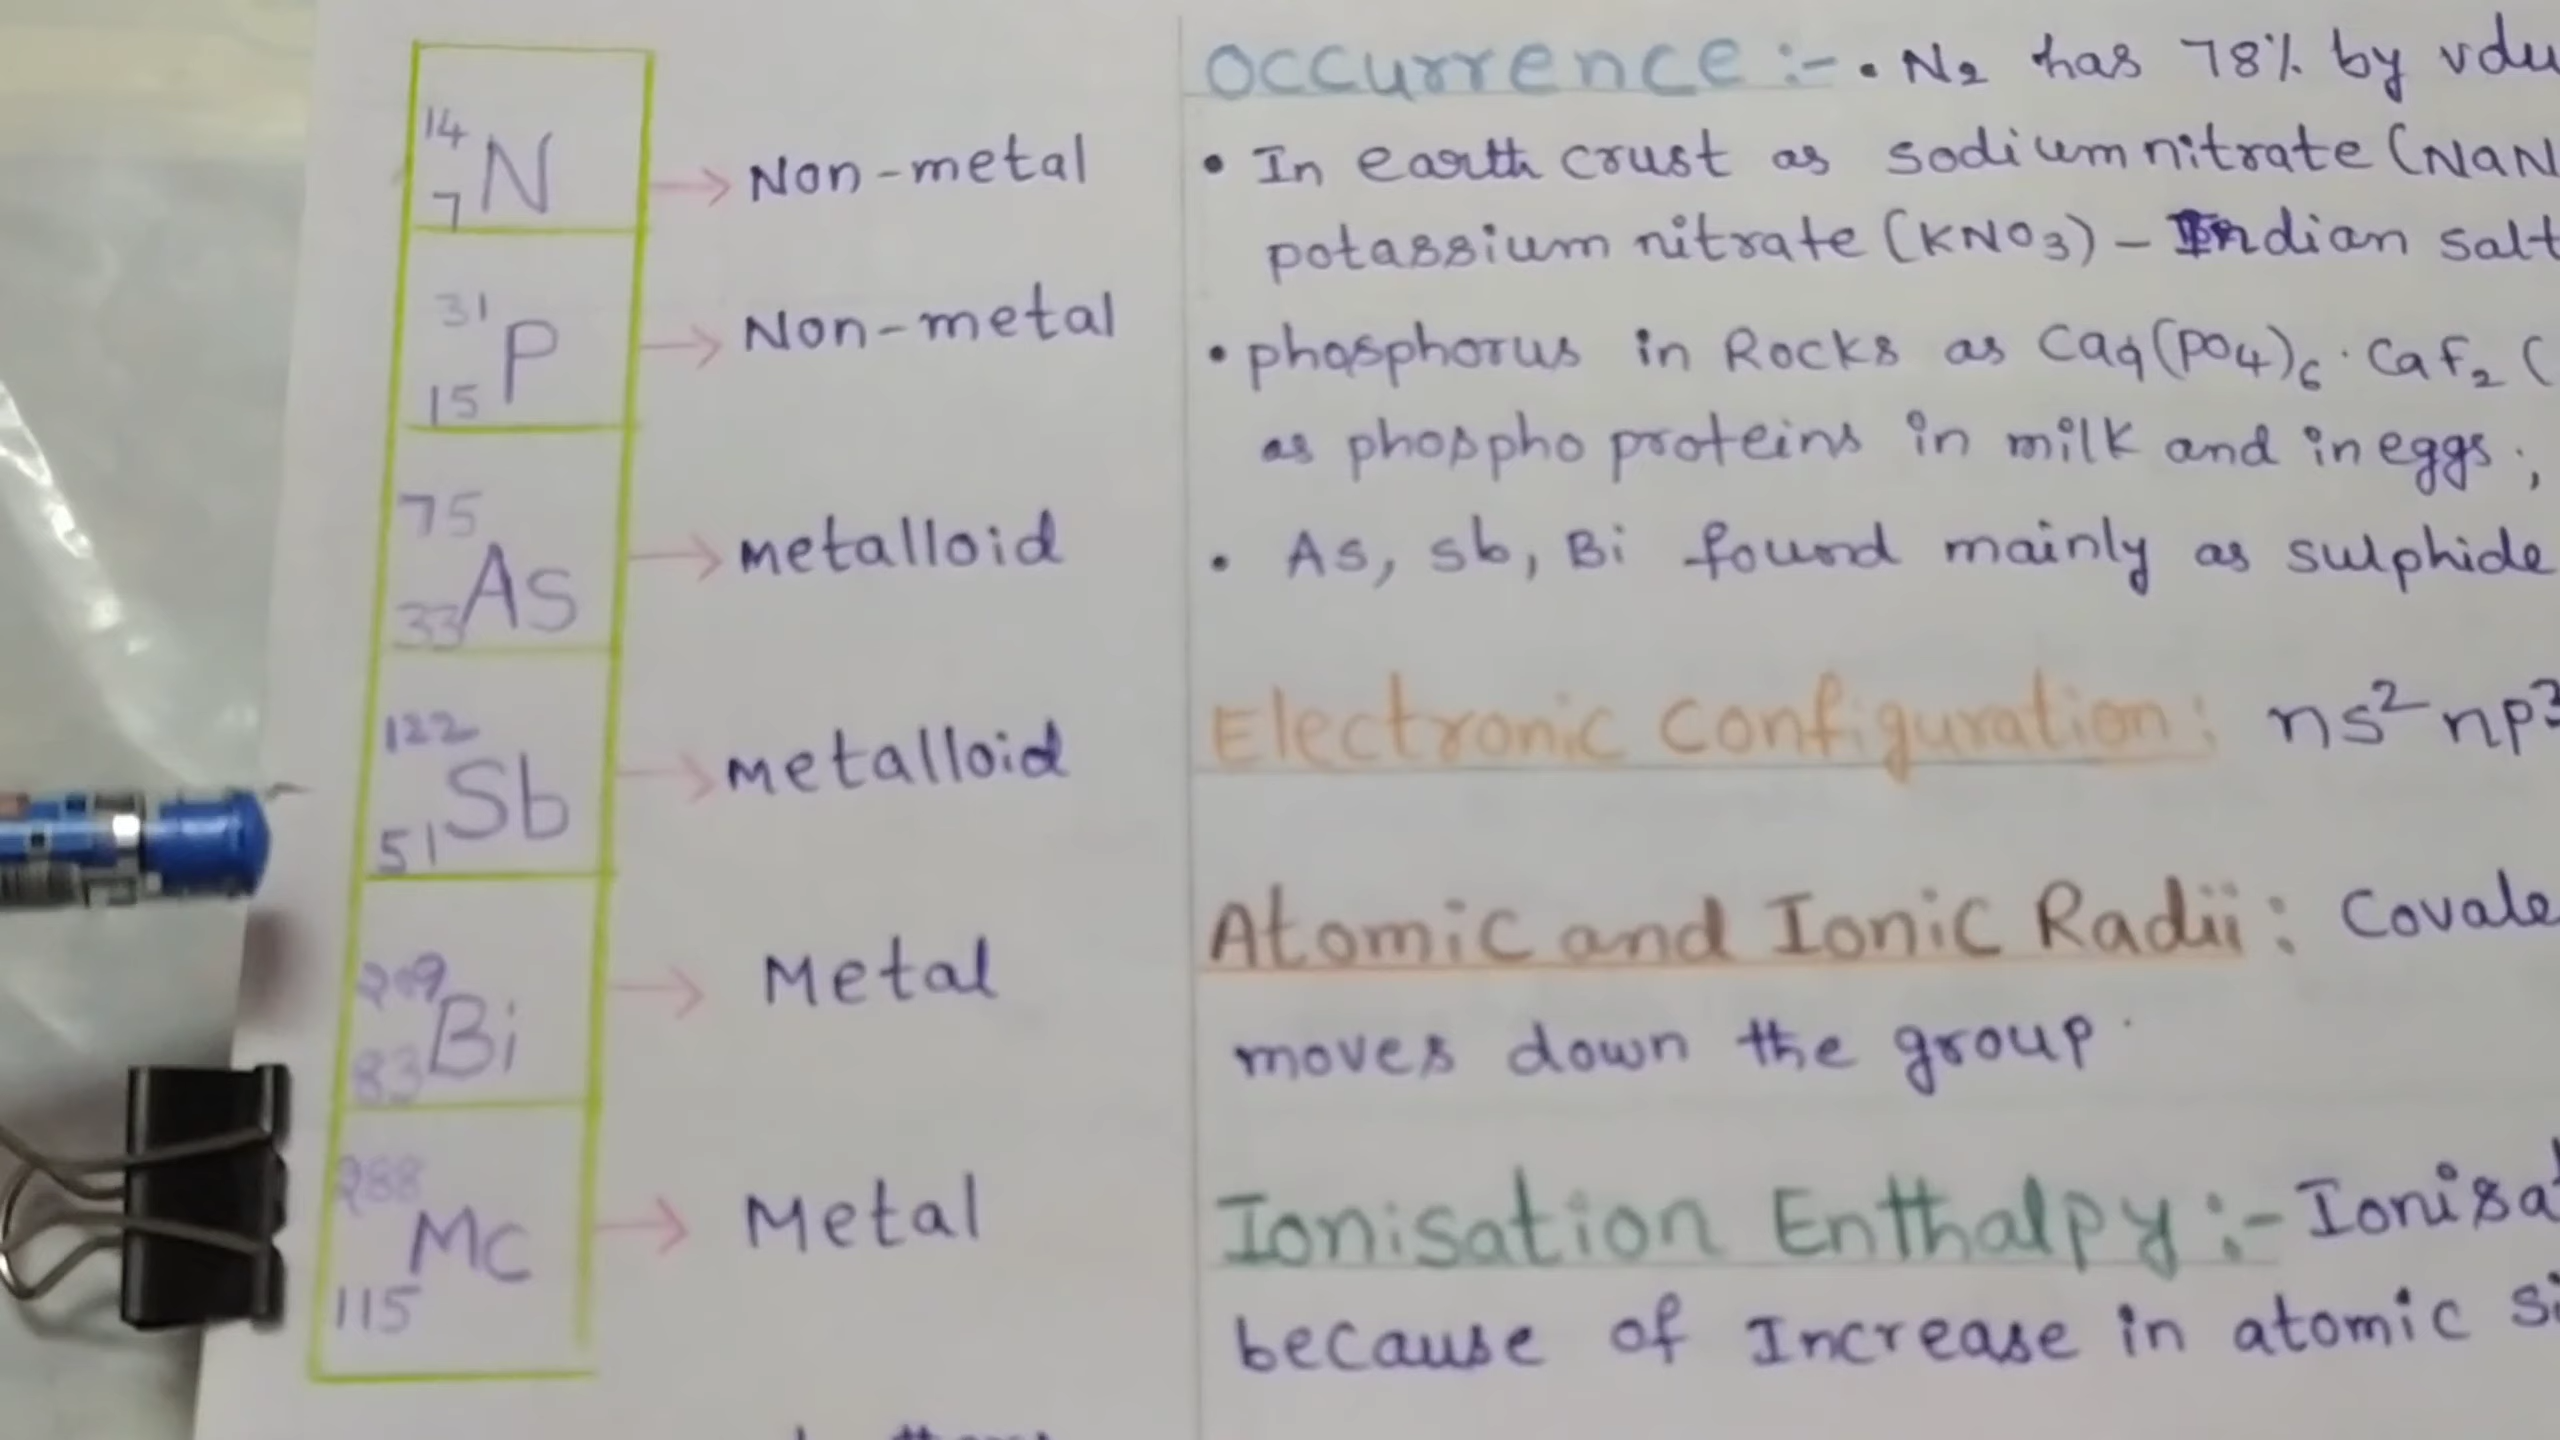 14
7 N → Non-metal
31
15 P → Non-metal
75
33 As → metalloid
122
51 Sb → metalloid
209
83 Bi → Metal
288
115 Mc → Metal
Occurrence :- • N₂ has 78% by volu
• In earth crust as sodium nitrate (NaN
potassium nitrate (KNO₃) - Indian salt
• phosphorus in Rocks as Ca₉(PO₄)₆ · CaF₂ (
as phospho proteins in milk and in eggs ;
• As, Sb, Bi found mainly as sulphide
Electronic Configuration : ns² np³
Atomic and Ionic Radii : Covale
moves down the group ·
Ionisation Enthalpy :- Ionisat
because of Increase in atomic si